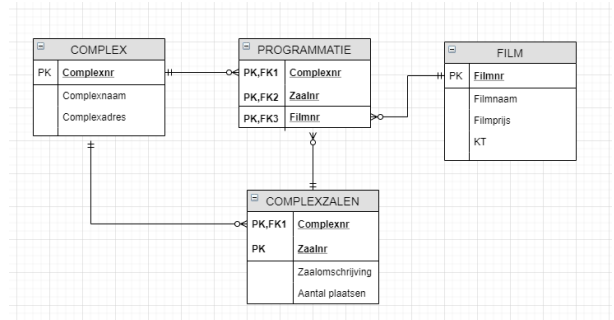 COMPLEX
PK Complexnr
Complexnaam
Complexadres
PROGRAMMATIE
PK,FK1 Complexnr
PK,FK2 Zaalnr
PK,FK3 Filmnr
FILM
PK Filmnr
Filmnaam
Filmprijs
KT
COMPLEXZALEN
PK,FK1 Complexnr
PK Zaalnr
Zaalomschrijving
Aantal plaatsen